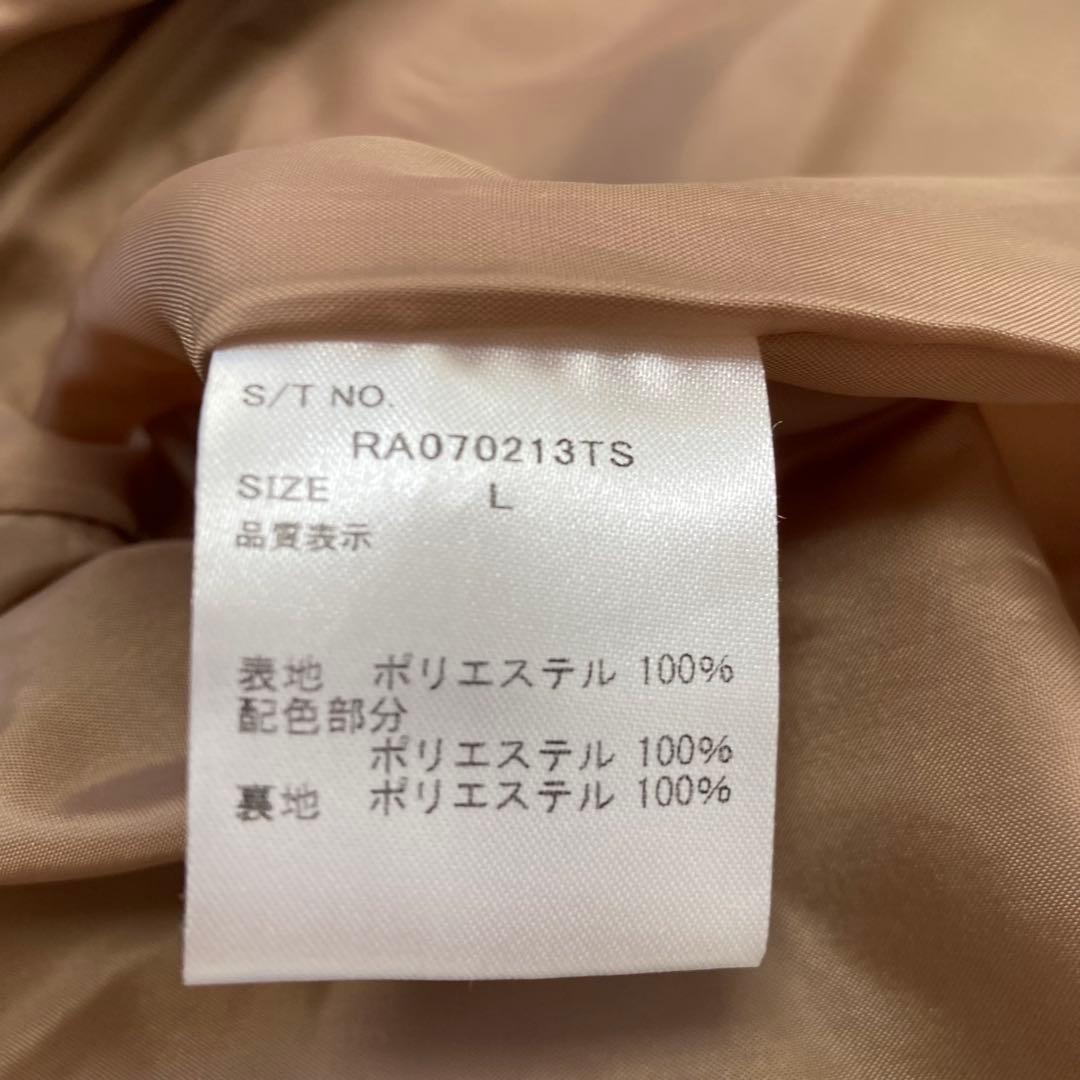 S/T NO.
RA070213TS
SIZE L
品質表示
表地 ポリエステル 100%
配色部分
ポリエステル 100%
裏地 ポリエステル 100%